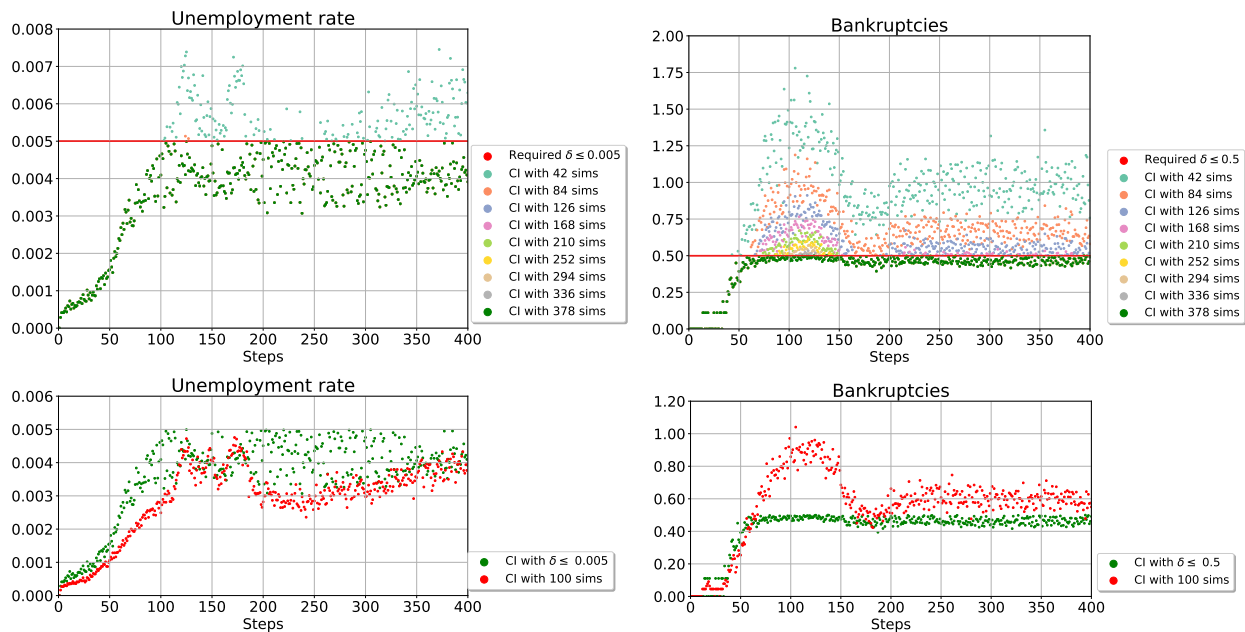 Unemployment rate
0.008
0.007
0.006
0.005
0.004
0.003
0.002
0.001
0.000
0 50 100 150 200 250 300 350 400
Steps
Required δ ≤ 0.005
CI with 42 sims
CI with 84 sims
CI with 126 sims
CI with 168 sims
CI with 210 sims
CI with 252 sims
CI with 294 sims
CI with 336 sims
CI with 378 sims
Bankruptcies
2.00
1.75
1.50
1.25
1.00
0.75
0.50
0.25
0.00
0 50 100 150 200 250 300 350 400
Steps
Required δ ≤ 0.5
CI with 42 sims
CI with 84 sims
CI with 126 sims
CI with 168 sims
CI with 210 sims
CI with 252 sims
CI with 294 sims
CI with 336 sims
CI with 378 sims
Unemployment rate
0.006
0.005
0.004
0.003
0.002
0.001
0.000
0 50 100 150 200 250 300 350 400
Steps
CI with δ ≤ 0.005
CI with 100 sims
Bankruptcies
1.20
1.00
0.80
0.60
0.40
0.20
0.00
0 50 100 150 200 250 300 350 400
Steps
CI with δ ≤ 0.5
CI with 100 sims